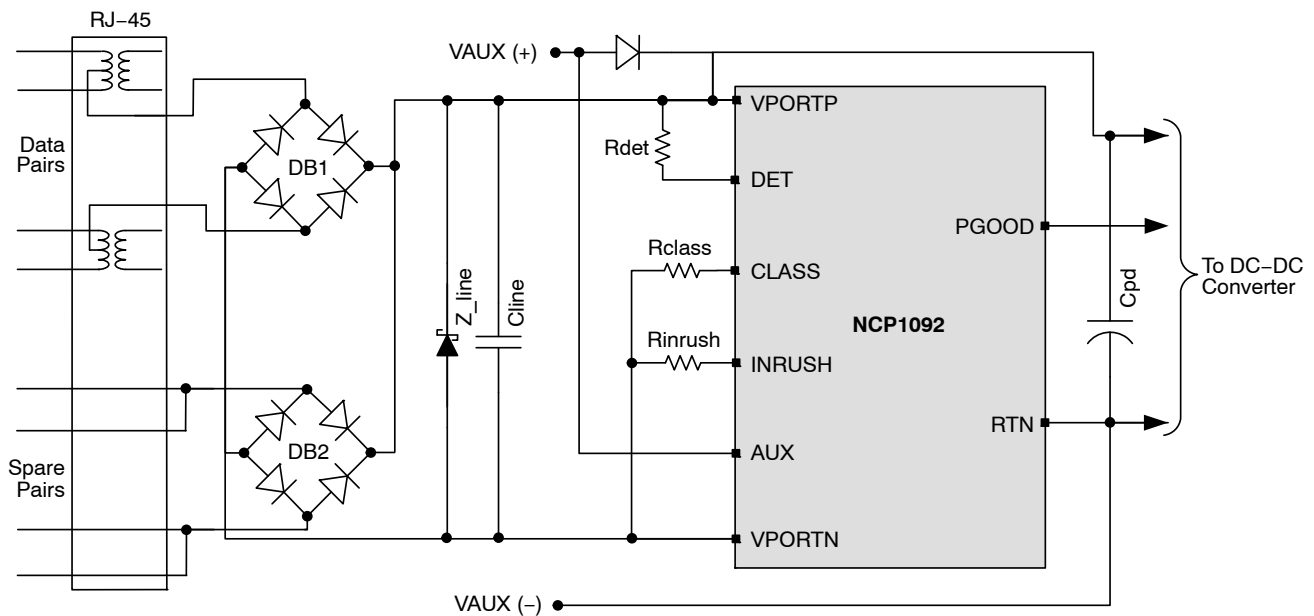 RJ−45
VAUX (+)
Data
Pairs
DB1
Rdet
VPORTP
DET
PGOOD
Rclass
CLASS
Z_line
Cline
NCP1092
Cpd
To DC−DC
Converter
Rinrush
INRUSH
RTN
Spare
Pairs
DB2
AUX
VPORTN
VAUX (−)